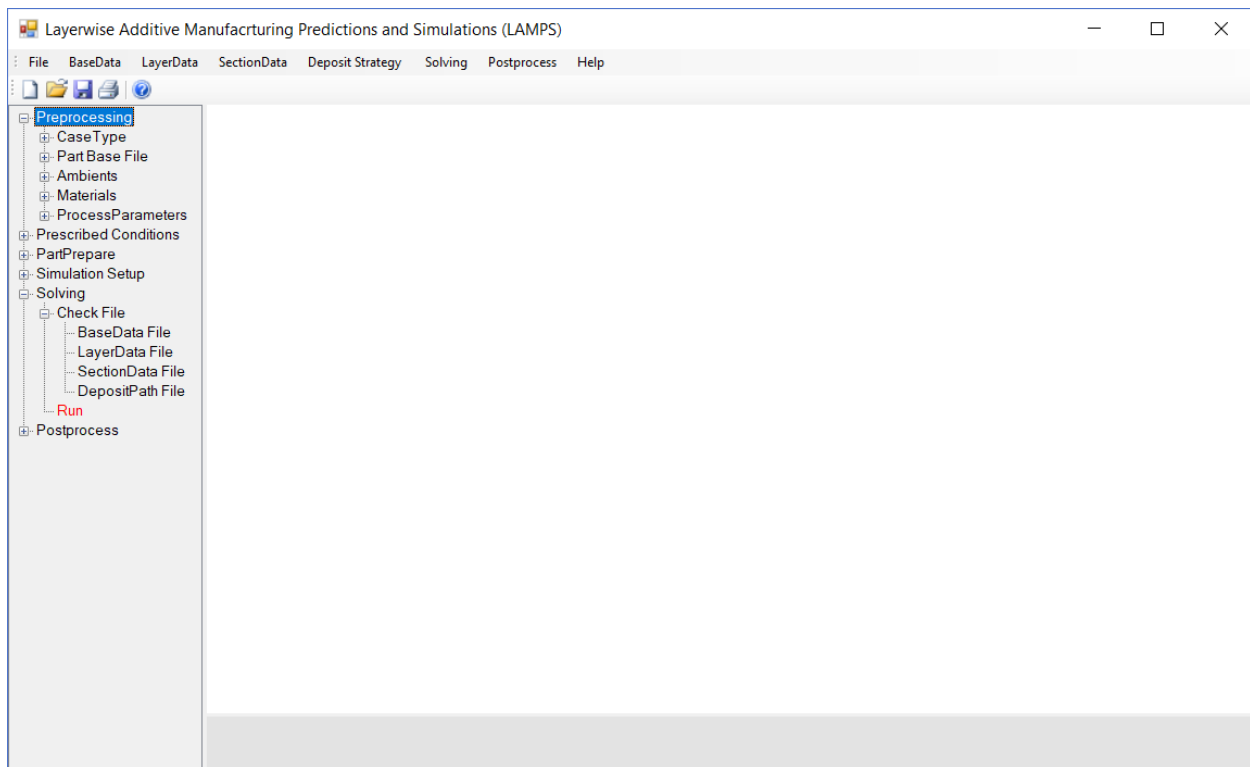 Layerwise Additive Manufacrturing Predictions and Simulations (LAMPS)
File BaseData LayerData SectionData Deposit Strategy Solving Postprocess Help
Preprocessing
CaseType
Part Base File
Ambients
Materials
ProcessParameters
Prescribed Conditions
PartPrepare
Simulation Setup
Solving
Check File
BaseData File
LayerData File
SectionData File
DepositPath File
Run
Postprocess